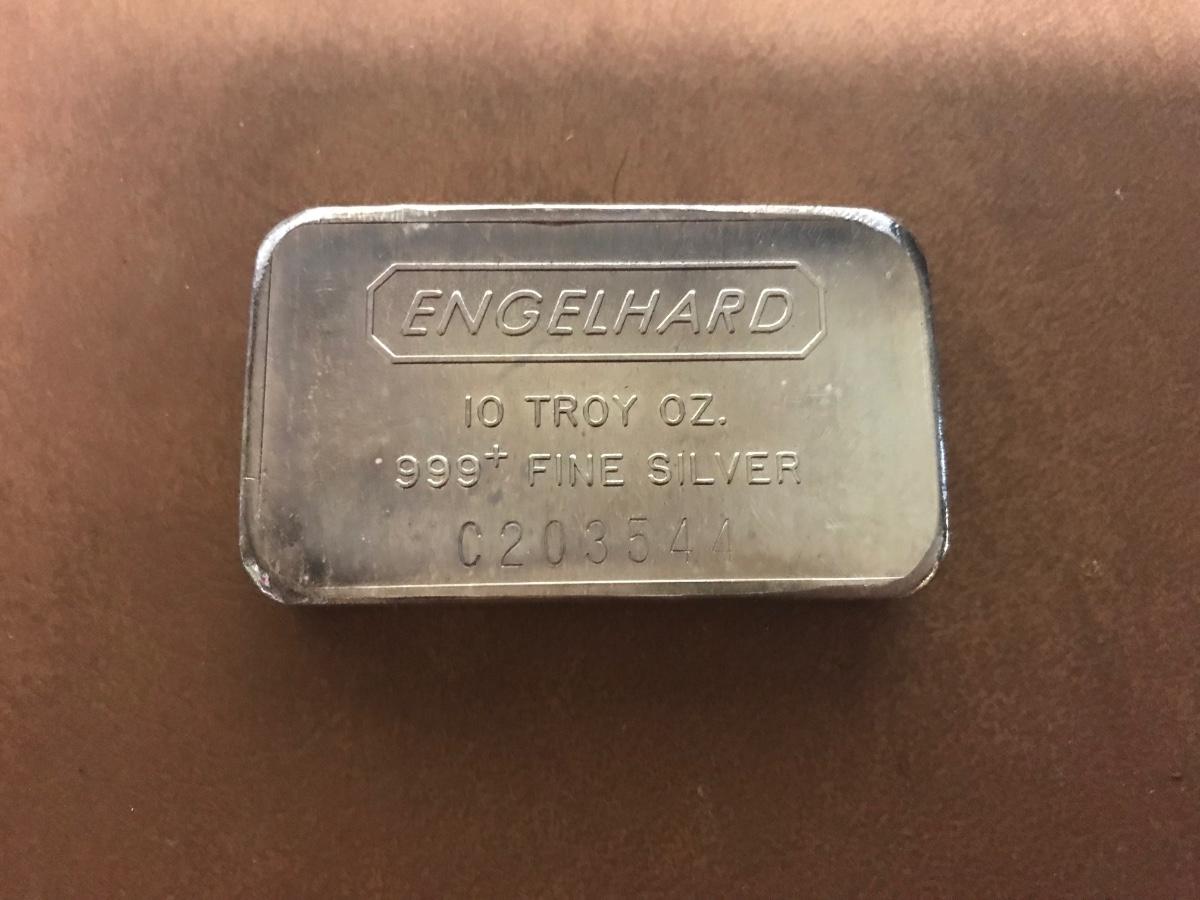 ENGELHARD
10 TROY OZ.
999+ FINE SILVER
C203544